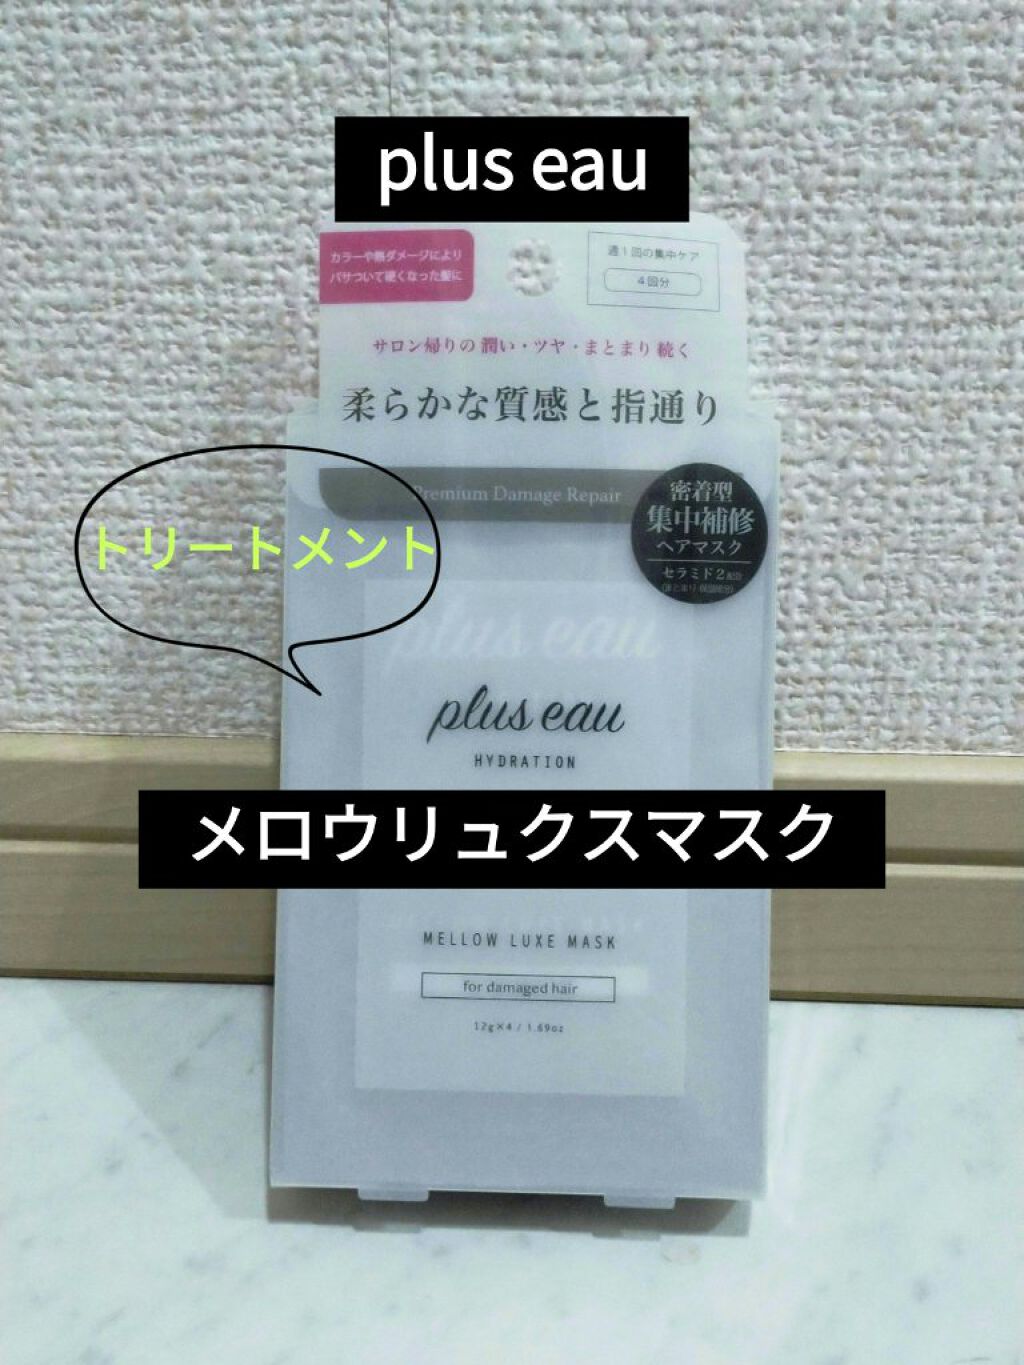 plus eau
カラーや熱ダメージにより
パサついて硬くなった髪に
週1回の集中ケア
4回分
サロン帰りの潤い・ツヤ・まとまり続く
柔らかな質感と指通り
Premium Damage Repair
密着型
集中補修
ヘアマスク
セラミド2配合
トリートメント
plus eau
plus eau
HYDRATION
メロウリュクスマスク
MELLOW LUXE MASK
for damaged hair
12g×4 / 1.69oz